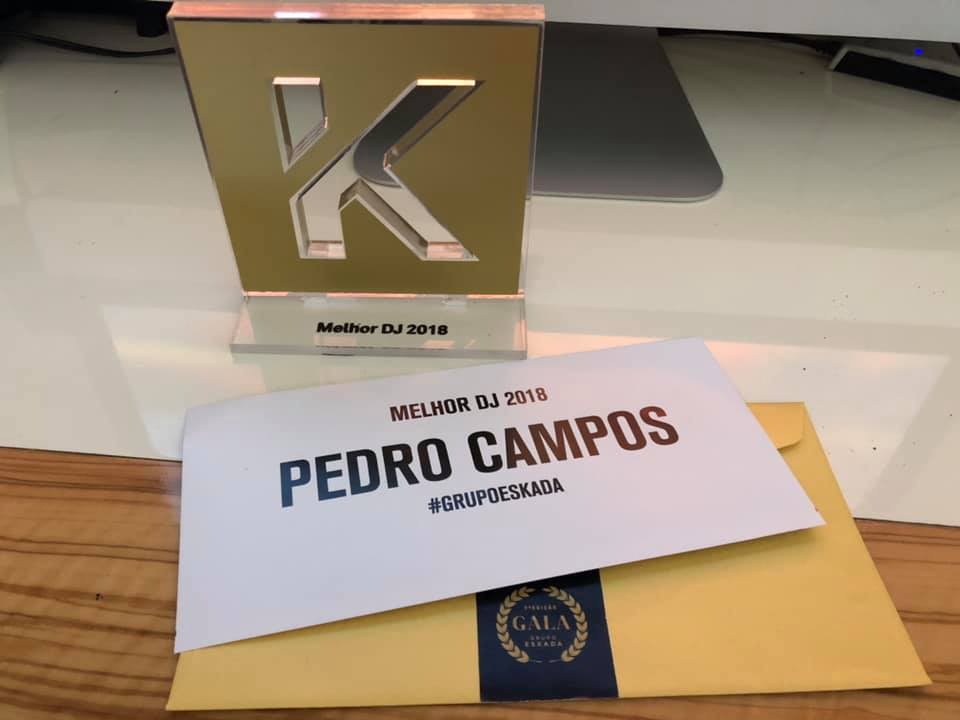 K
Melhor DJ 2018
MELHOR DJ 2018
PEDRO CAMPOS
#GRUPOESKADA
GALA
GRUPO
ESKADA